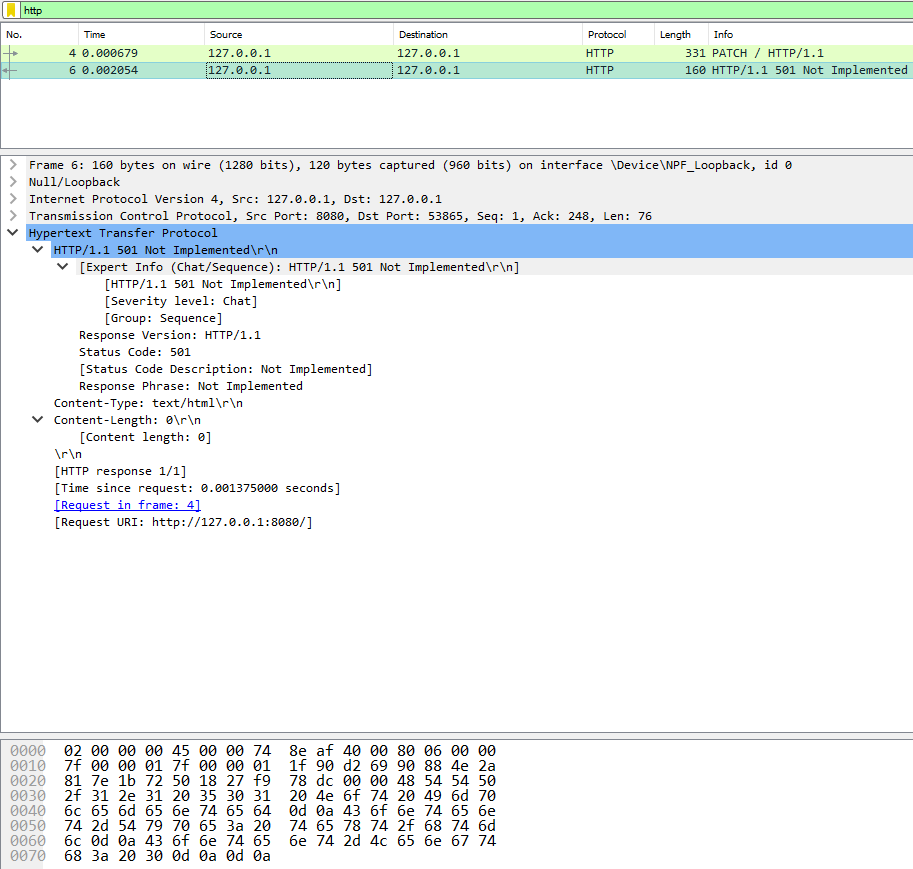 http
No. Time Source Destination Protocol Length Info
4 0.000679 127.0.0.1 127.0.0.1 HTTP 331 PATCH / HTTP/1.1
6 0.002054 127.0.0.1 127.0.0.1 HTTP 160 HTTP/1.1 501 Not Implemented
Frame 6: 160 bytes on wire (1280 bits), 120 bytes captured (960 bits) on interface \Device\NPF_Loopback, id 0
Null/Loopback
Internet Protocol Version 4, Src: 127.0.0.1, Dst: 127.0.0.1
Transmission Control Protocol, Src Port: 8080, Dst Port: 53865, Seq: 1, Ack: 248, Len: 76
Hypertext Transfer Protocol
HTTP/1.1 501 Not Implemented\r\n
[Expert Info (Chat/Sequence): HTTP/1.1 501 Not Implemented\r\n]
[HTTP/1.1 501 Not Implemented\r\n]
[Severity level: Chat]
[Group: Sequence]
Response Version: HTTP/1.1
Status Code: 501
[Status Code Description: Not Implemented]
Response Phrase: Not Implemented
Content-Type: text/html\r\n
Content-Length: 0\r\n
[Content length: 0]
\r\n
[HTTP response 1/1]
[Time since request: 0.001375000 seconds]
[Request in frame: 4]
[Request URI: http://127.0.0.1:8080/]
0000 02 00 00 00 45 00 00 74 8e af 40 00 80 06 00 00
0010 7f 00 00 01 7f 00 00 01 1f 90 d2 69 90 88 4e 2a
0020 81 7e 1b 72 50 18 27 f9 78 dc 00 00 48 54 54 50
0030 2f 31 2e 31 20 35 30 31 20 4e 6f 74 20 49 6d 70
0040 6c 65 6d 65 6e 74 65 64 0d 0a 43 6f 6e 74 65 6e
0050 74 2d 54 79 70 65 3a 20 74 65 78 74 2f 68 74 6d
0060 6c 0d 0a 43 6f 6e 74 65 6e 74 2d 4c 65 6e 67 74
0070 68 3a 20 30 0d 0a 0d 0a